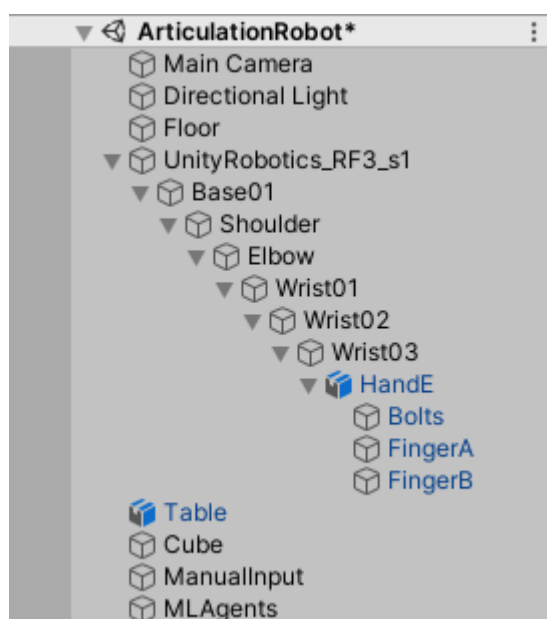 ArticulationRobot*
Main Camera
Directional Light
Floor
UnityRobotics_RF3_s1
Base01
Shoulder
Elbow
Wrist01
Wrist02
Wrist03
HandE
Bolts
FingerA
FingerB
Table
Cube
ManualInput
MLAgents